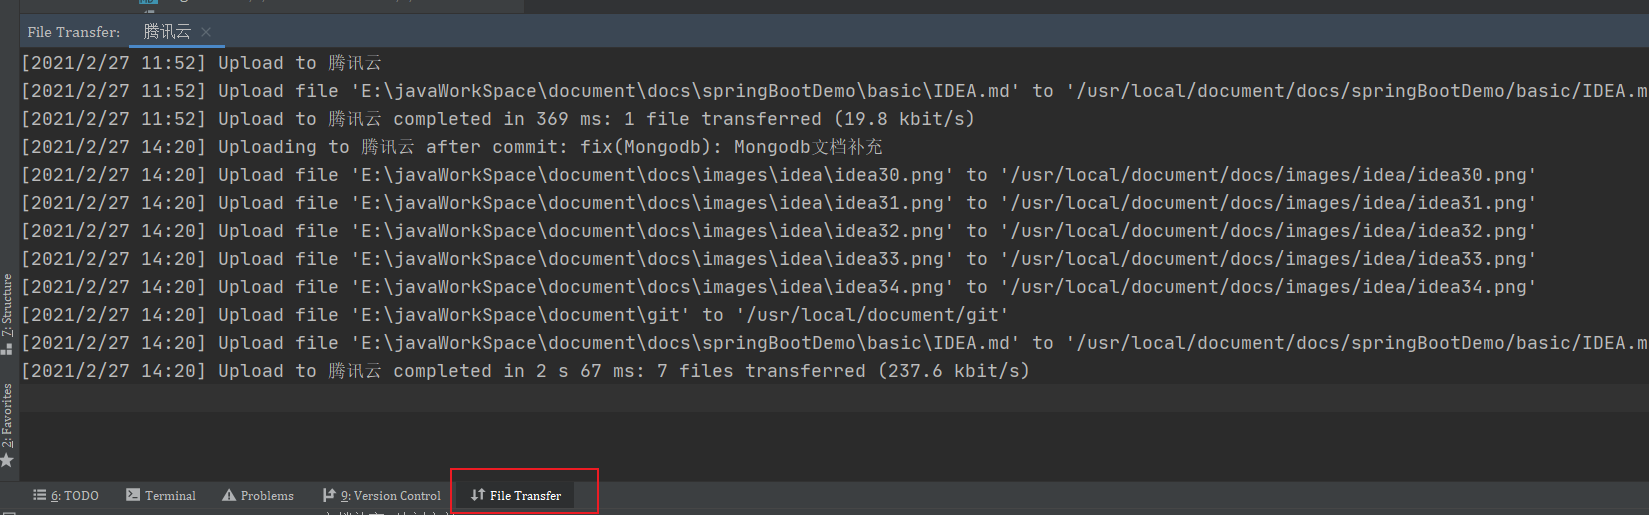 File Transfer: 腾讯云
[2021/2/27 11:52] Upload to 腾讯云
[2021/2/27 11:52] Upload file 'E:\javaWorkSpace\document\docs\springBootDemo\basic\IDEA.md' to '/usr/local/document/docs/springBootDemo/basic/IDEA.m
[2021/2/27 11:52] Upload to 腾讯云 completed in 369 ms: 1 file transferred (19.8 kbit/s)
[2021/2/27 14:20] Uploading to 腾讯云 after commit: fix(Mongodb): Mongodb文档补充
[2021/2/27 14:20] Upload file 'E:\javaWorkSpace\document\docs\images\idea\idea30.png' to '/usr/local/document/docs/images/idea/idea30.png'
[2021/2/27 14:20] Upload file 'E:\javaWorkSpace\document\docs\images\idea\idea31.png' to '/usr/local/document/docs/images/idea/idea31.png'
[2021/2/27 14:20] Upload file 'E:\javaWorkSpace\document\docs\images\idea\idea32.png' to '/usr/local/document/docs/images/idea/idea32.png'
[2021/2/27 14:20] Upload file 'E:\javaWorkSpace\document\docs\images\idea\idea33.png' to '/usr/local/document/docs/images/idea/idea33.png'
[2021/2/27 14:20] Upload file 'E:\javaWorkSpace\document\docs\images\idea\idea34.png' to '/usr/local/document/docs/images/idea/idea34.png'
[2021/2/27 14:20] Upload file 'E:\javaWorkSpace\document\git' to '/usr/local/document/git'
[2021/2/27 14:20] Upload file 'E:\javaWorkSpace\document\docs\springBootDemo\basic\IDEA.md' to '/usr/local/document/docs/springBootDemo/basic/IDEA.m
[2021/2/27 14:20] Upload to 腾讯云 completed in 2 s 67 ms: 7 files transferred (237.6 kbit/s)
7: Structure
2: Favorites
6: TODO Terminal Problems 9: Version Control File Transfer